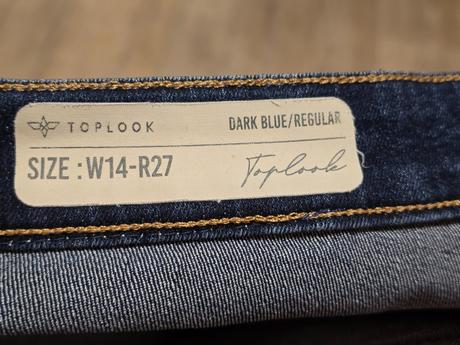 TOPLOOK
DARK BLUE/REGULAR
SIZE : W14-R27
Toplook